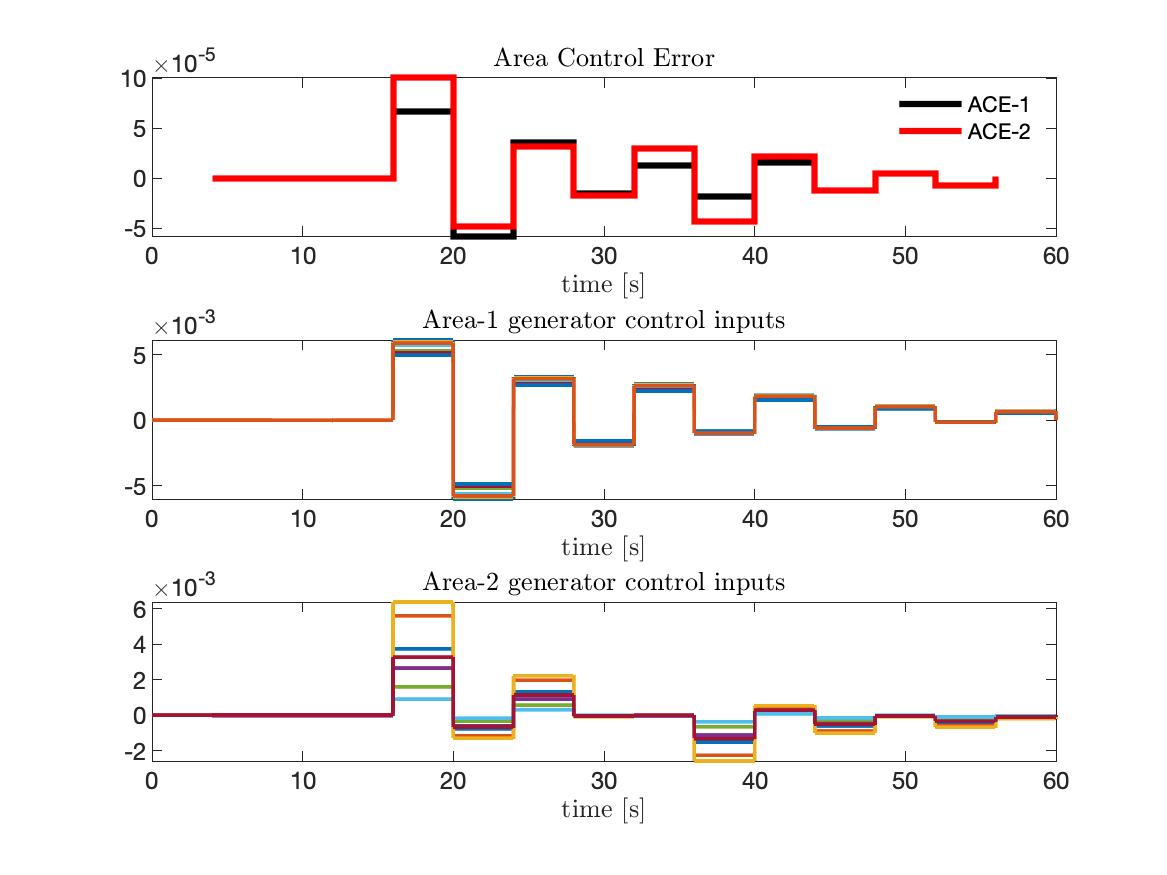 Area Control Error
×10-5
10
5
0
-5
ACE-1
ACE-2
0 10 20 30 40 50 60
time [s]
Area-1 generator control inputs
×10-3
5
0
-5
0 10 20 30 40 50 60
time [s]
Area-2 generator control inputs
×10-3
6
4
2
0
-2
0 10 20 30 40 50 60
time [s]